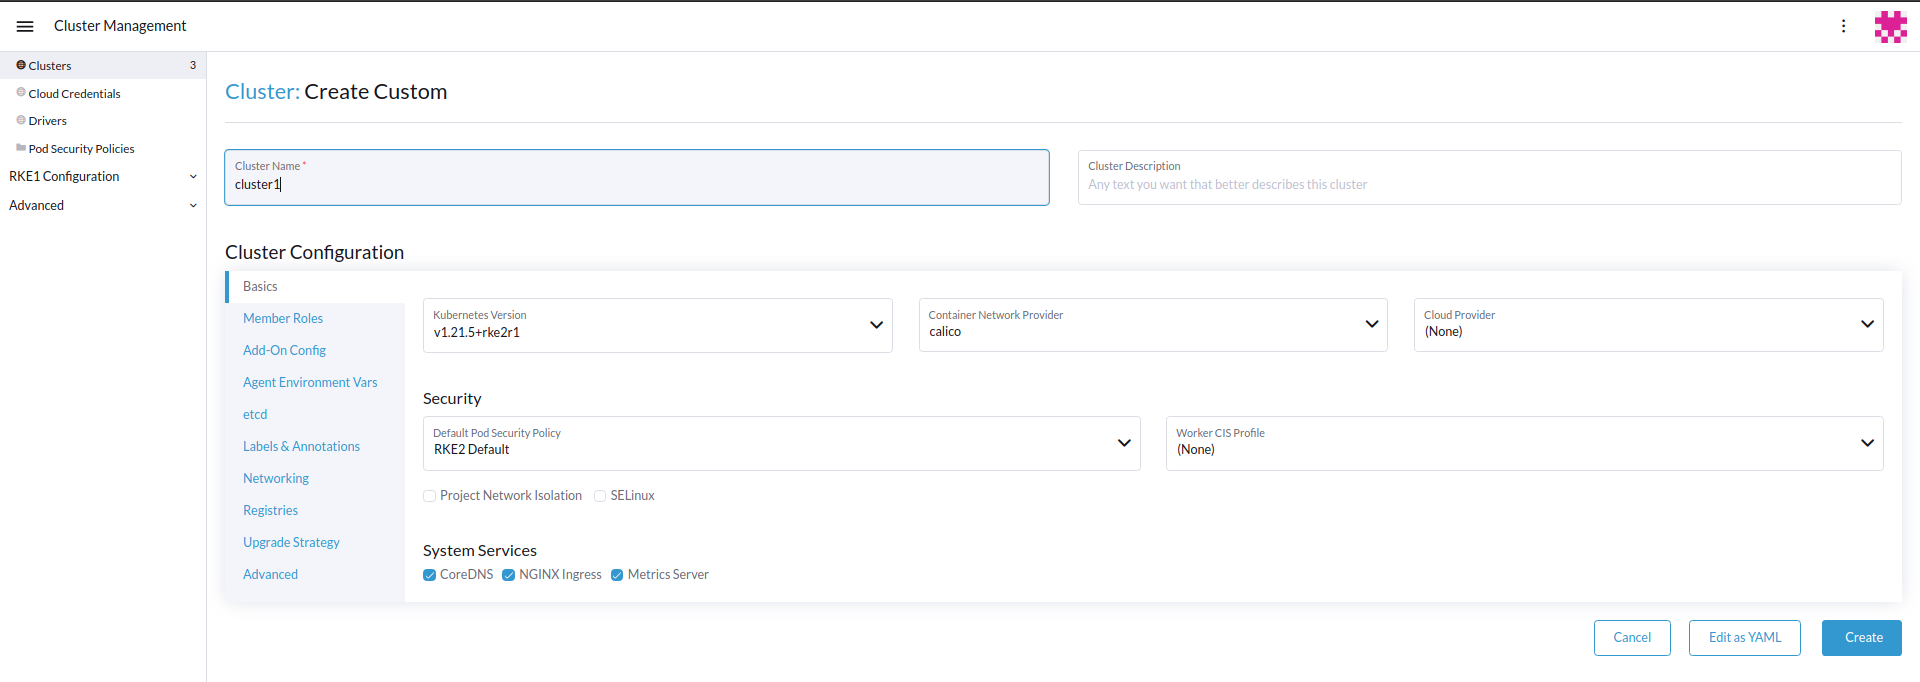 Cluster Management
Clusters 3
Cloud Credentials
Drivers
Pod Security Policies
RKE1 Configuration
Advanced
Cluster: Create Custom
Cluster Name *
cluster1
Cluster Description
Any text you want that better describes this cluster
Cluster Configuration
Basics
Member Roles
Add-On Config
Agent Environment Vars
etcd
Labels & Annotations
Networking
Registries
Upgrade Strategy
Advanced
Kubernetes Version
v1.21.5+rke2r1
Container Network Provider
calico
Cloud Provider
(None)
Security
Default Pod Security Policy
RKE2 Default
Worker CIS Profile
(None)
Project Network Isolation SELinux
System Services
CoreDNS NGINX Ingress Metrics Server
Cancel Edit as YAML Create